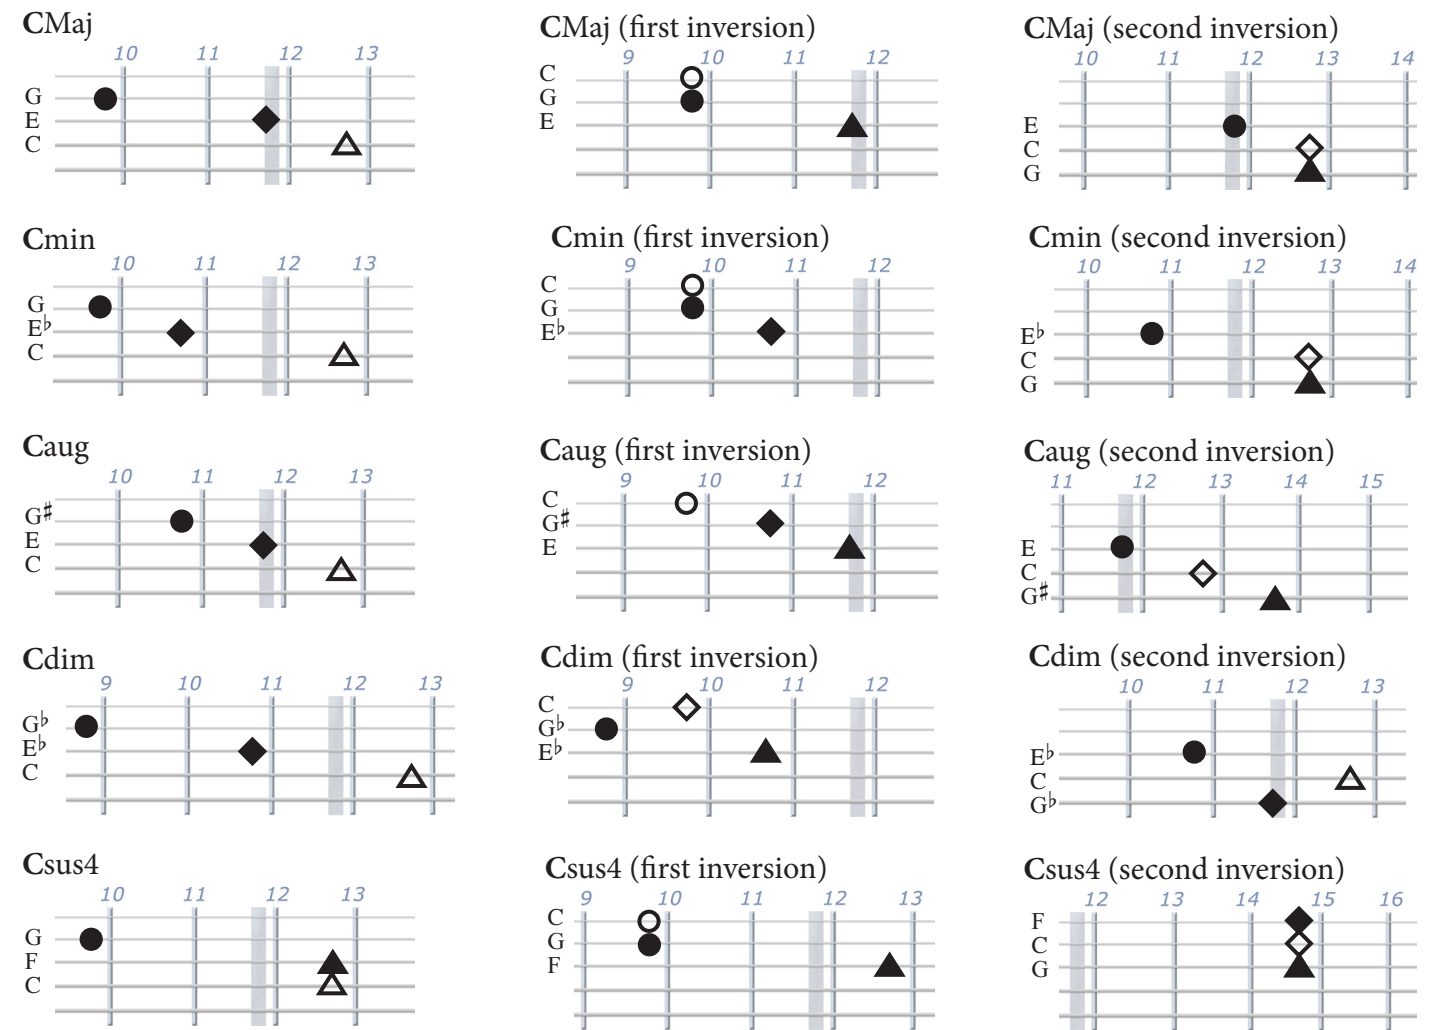 CMaj
10 11 12 13
G
E
C
CMaj (first inversion)
9 10 11 12
C
G
E
CMaj (second inversion)
10 11 12 13 14
E
C
G
Cmin
10 11 12 13
G
E♭
C
Cmin (first inversion)
9 10 11 12
C
G
E♭
Cmin (second inversion)
10 11 12 13 14
E♭
C
G
Caug
10 11 12 13
G♯
E
C
Caug (first inversion)
9 10 11 12
C
G♯
E
Caug (second inversion)
11 12 13 14 15
E
C
G♯
Cdim
9 10 11 12 13
G♭
E♭
C
Cdim (first inversion)
9 10 11 12
C
G♭
E♭
Cdim (second inversion)
10 11 12 13
E♭
C
G♭
Csus4
10 11 12 13
G
F
C
Csus4 (first inversion)
9 10 11 12 13
C
G
F
Csus4 (second inversion)
12 13 14 15 16
F
C
G